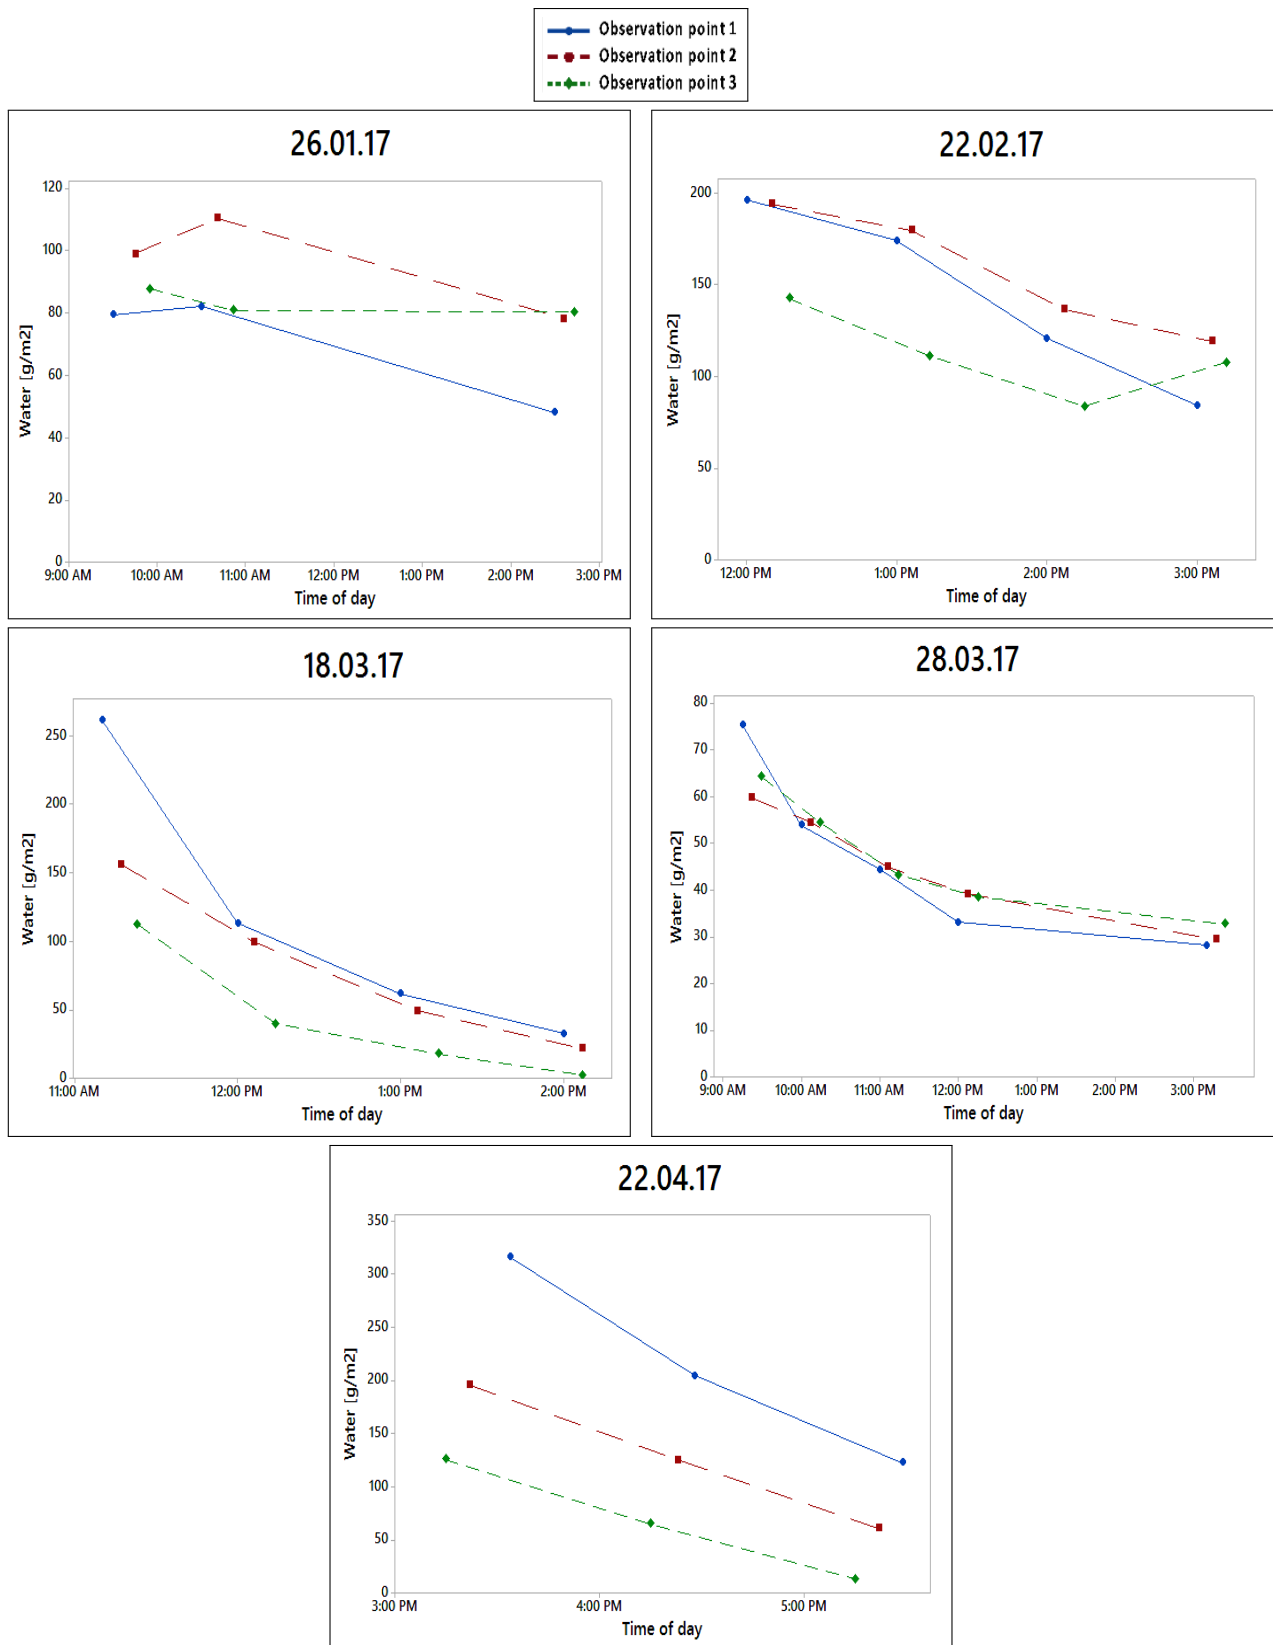 Observation point 1
Observation point 2
Observation point 3
26.01.17
Water [g/m2]
120
100
80
60
40
20
0
9:00 AM 10:00 AM 11:00 AM 12:00 PM 1:00 PM 2:00 PM 3:00 PM
Time of day
22.02.17
Water [g/m2]
200
150
100
50
0
12:00 PM 1:00 PM 2:00 PM 3:00 PM
Time of day
18.03.17
Water [g/m2]
250
200
150
100
50
0
11:00 AM 12:00 PM 1:00 PM 2:00 PM
Time of day
28.03.17
Water [g/m2]
80
70
60
50
40
30
20
10
0
9:00 AM 10:00 AM 11:00 AM 12:00 PM 1:00 PM 2:00 PM 3:00 PM
Time of day
22.04.17
Water [g/m2]
350
300
250
200
150
100
50
0
3:00 PM 4:00 PM 5:00 PM
Time of day